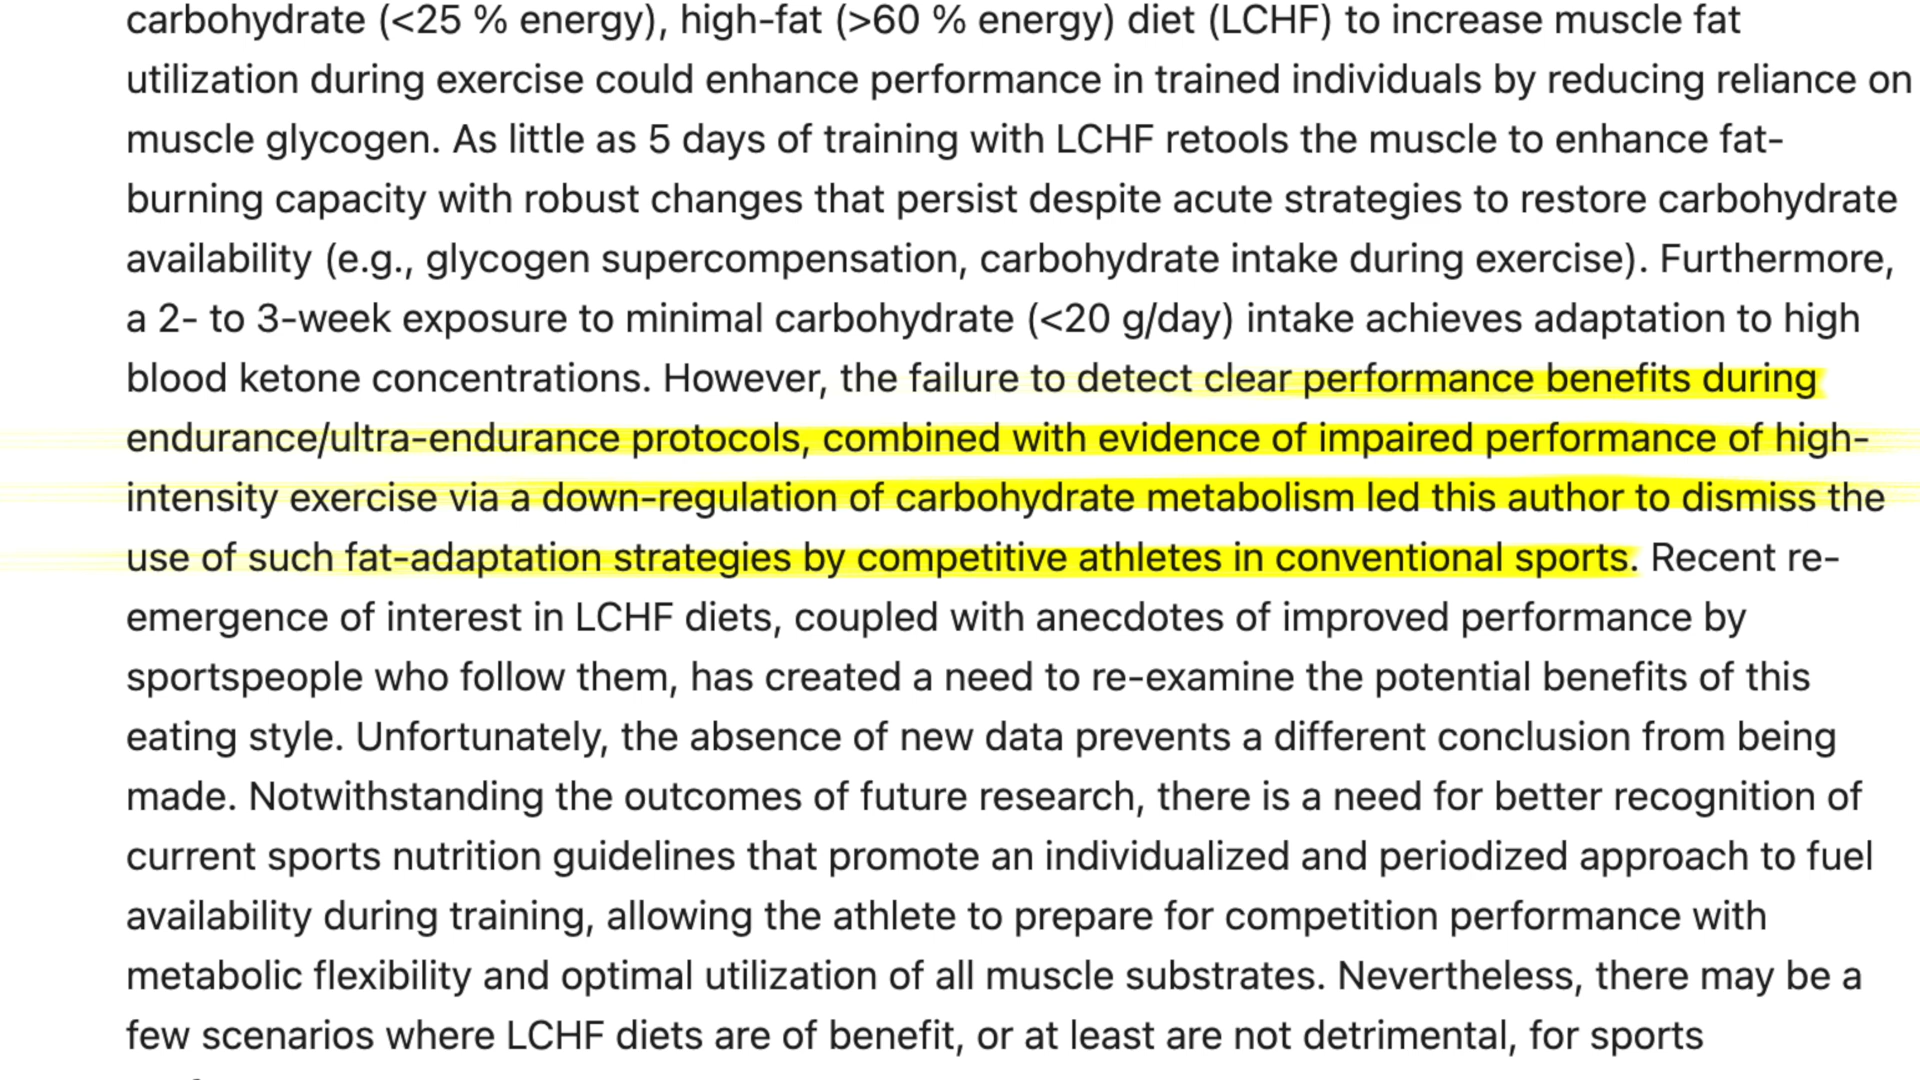 carbohydrate (<25 % energy), high-fat (>60 % energy) diet (LCHF) to increase muscle fat
utilization during exercise could enhance performance in trained individuals by reducing reliance on
muscle glycogen. As little as 5 days of training with LCHF retools the muscle to enhance fat-
burning capacity with robust changes that persist despite acute strategies to restore carbohydrate
availability (e.g., glycogen supercompensation, carbohydrate intake during exercise). Furthermore,
a 2- to 3-week exposure to minimal carbohydrate (<20 g/day) intake achieves adaptation to high
blood ketone concentrations. However, the failure to detect clear performance benefits during
endurance/ultra-endurance protocols, combined with evidence of impaired performance of high-
intensity exercise via a down-regulation of carbohydrate metabolism led this author to dismiss the
use of such fat-adaptation strategies by competitive athletes in conventional sports. Recent re-
emergence of interest in LCHF diets, coupled with anecdotes of improved performance by
sportspeople who follow them, has created a need to re-examine the potential benefits of this
eating style. Unfortunately, the absence of new data prevents a different conclusion from being
made. Notwithstanding the outcomes of future research, there is a need for better recognition of
current sports nutrition guidelines that promote an individualized and periodized approach to fuel
availability during training, allowing the athlete to prepare for competition performance with
metabolic flexibility and optimal utilization of all muscle substrates. Nevertheless, there may be a
few scenarios where LCHF diets are of benefit, or at least are not detrimental, for sports